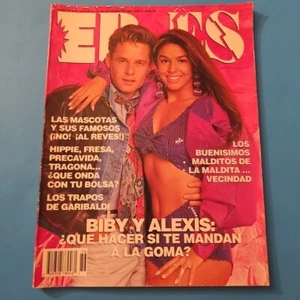 ERES
LAS MASCOTAS
Y SUS FAMOSOS
(¡NO! ¡AL REVES!)
HIPPIE, FRESA,
PRECAVIDA,
TRAGONA...
¿QUE ONDA
CON TU BOLSA?
LOS TRAPOS
DE GARIBALDI
LOS
BUENISIMOS
MALDITOS DE
LA MALDITA ...
VECINDAD
BIBY Y ALEXIS:
¿QUE HACER SI TE MANDAN
A LA GOMA?